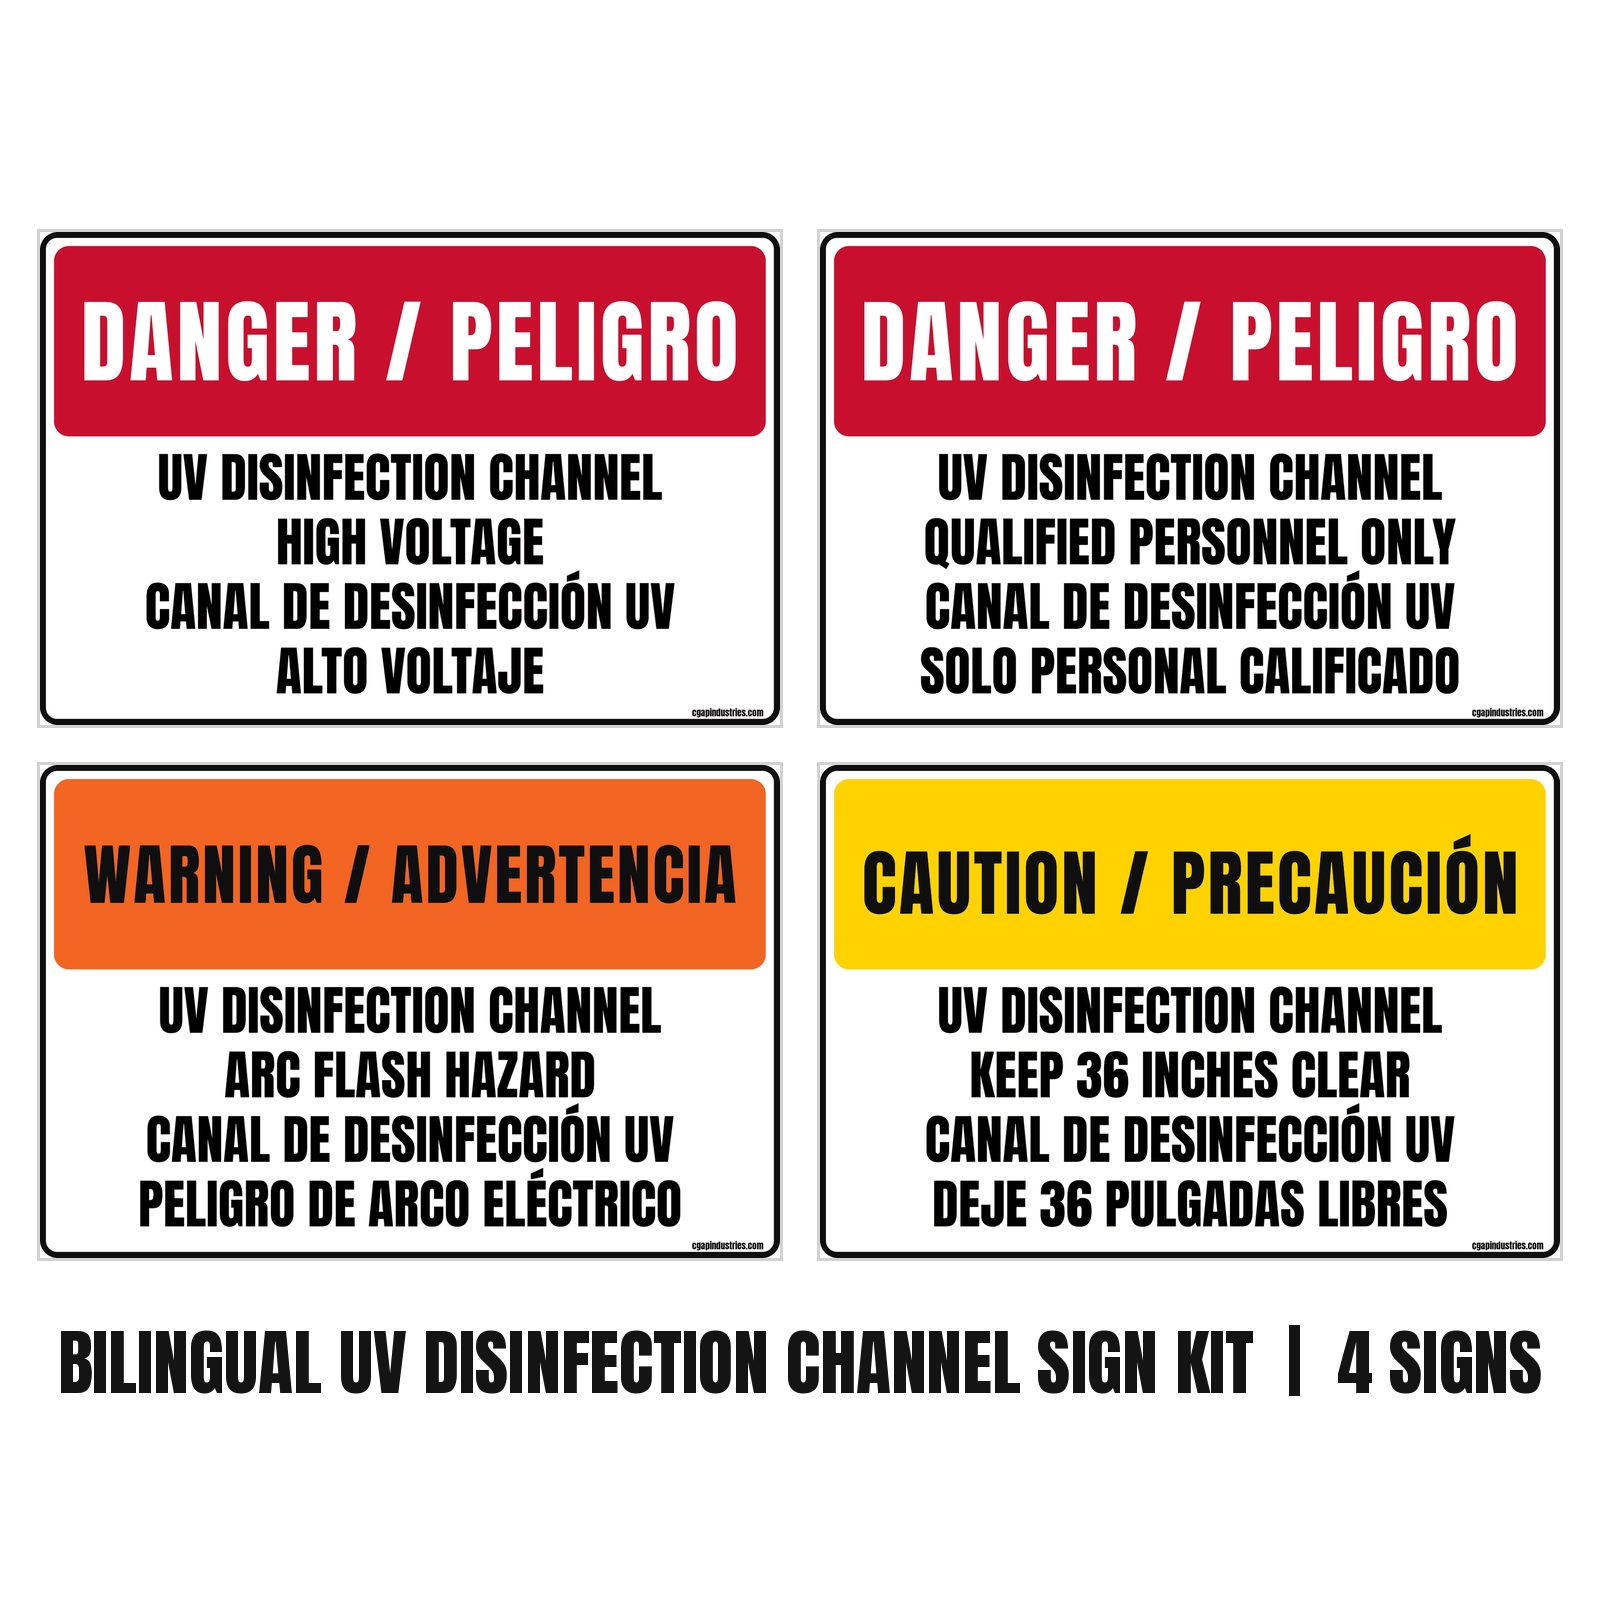 DANGER / PELIGRO
UV DISINFECTION CHANNEL
HIGH VOLTAGE
CANAL DE DESINFECCIÓN UV
ALTO VOLTAJE
cgapindustries.com
DANGER / PELIGRO
UV DISINFECTION CHANNEL
QUALIFIED PERSONNEL ONLY
CANAL DE DESINFECCIÓN UV
SOLO PERSONAL CALIFICADO
cgapindustries.com
WARNING / ADVERTENCIA
UV DISINFECTION CHANNEL
ARC FLASH HAZARD
CANAL DE DESINFECCIÓN UV
PELIGRO DE ARCO ELÉCTRICO
cgapindustries.com
CAUTION / PRECAUCIÓN
UV DISINFECTION CHANNEL
KEEP 36 INCHES CLEAR
CANAL DE DESINFECCIÓN UV
DEJE 36 PULGADAS LIBRES
cgapindustries.com
BILINGUAL UV DISINFECTION CHANNEL SIGN KIT | 4 SIGNS